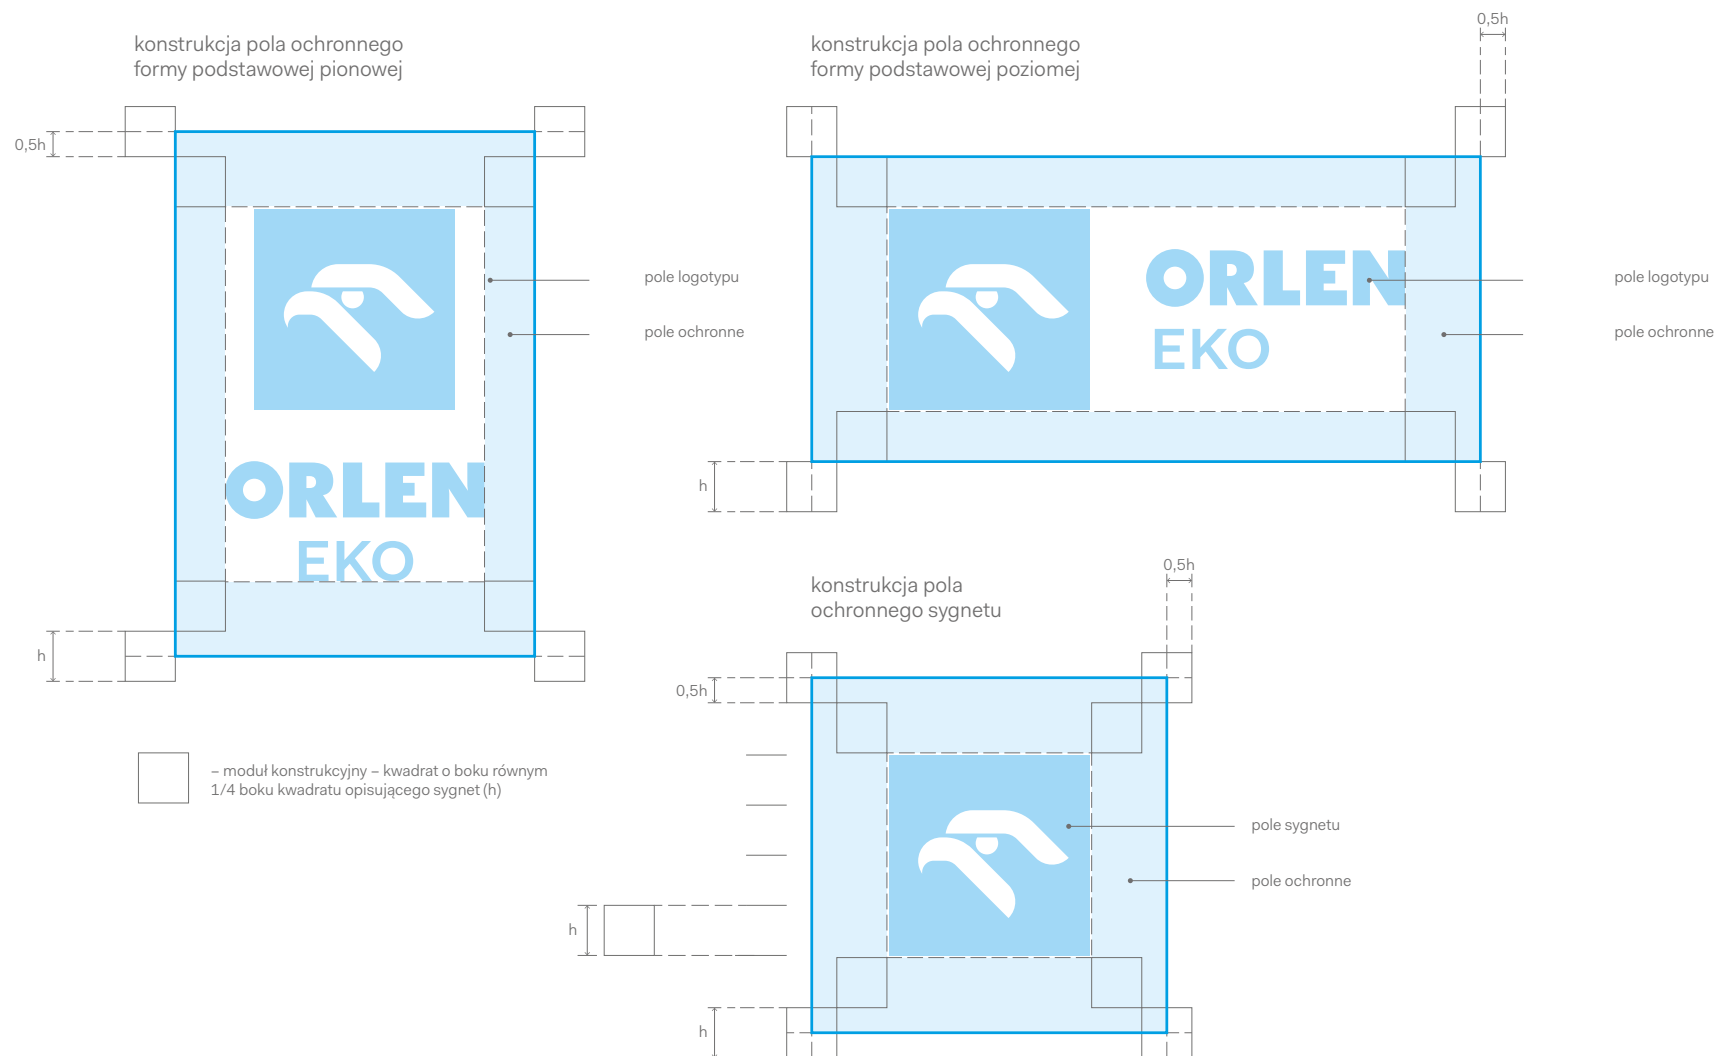 konstrukcja pola ochronnego
formy podstawowej pionowej
0,5h
pole logotypu
pole ochronne
ORLEN
EKO
h
– moduł konstrukcyjny – kwadrat o boku równym
1/4 boku kwadratu opisującego sygnet (h)
konstrukcja pola ochronnego
formy podstawowej poziomej
0,5h
ORLEN
EKO
pole logotypu
pole ochronne
h
konstrukcja pola
ochronnego sygnetu
0,5h
0,5h
pole sygnetu
pole ochronne
h
h